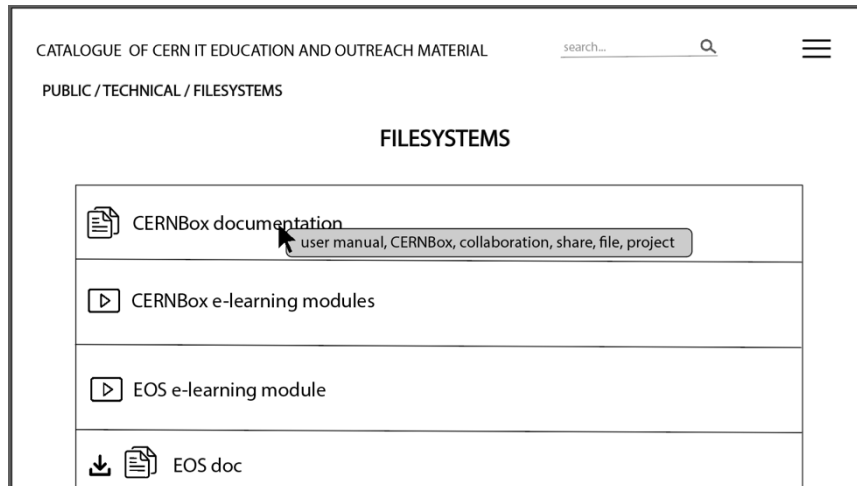 CATALOGUE OF CERN IT EDUCATION AND OUTREACH MATERIAL
search...
PUBLIC / TECHNICAL / FILESYSTEMS
FILESYSTEMS
CERNBox documentation
user manual, CERNBox, collaboration, share, file, project
CERNBox e-learning modules
EOS e-learning module
EOS doc